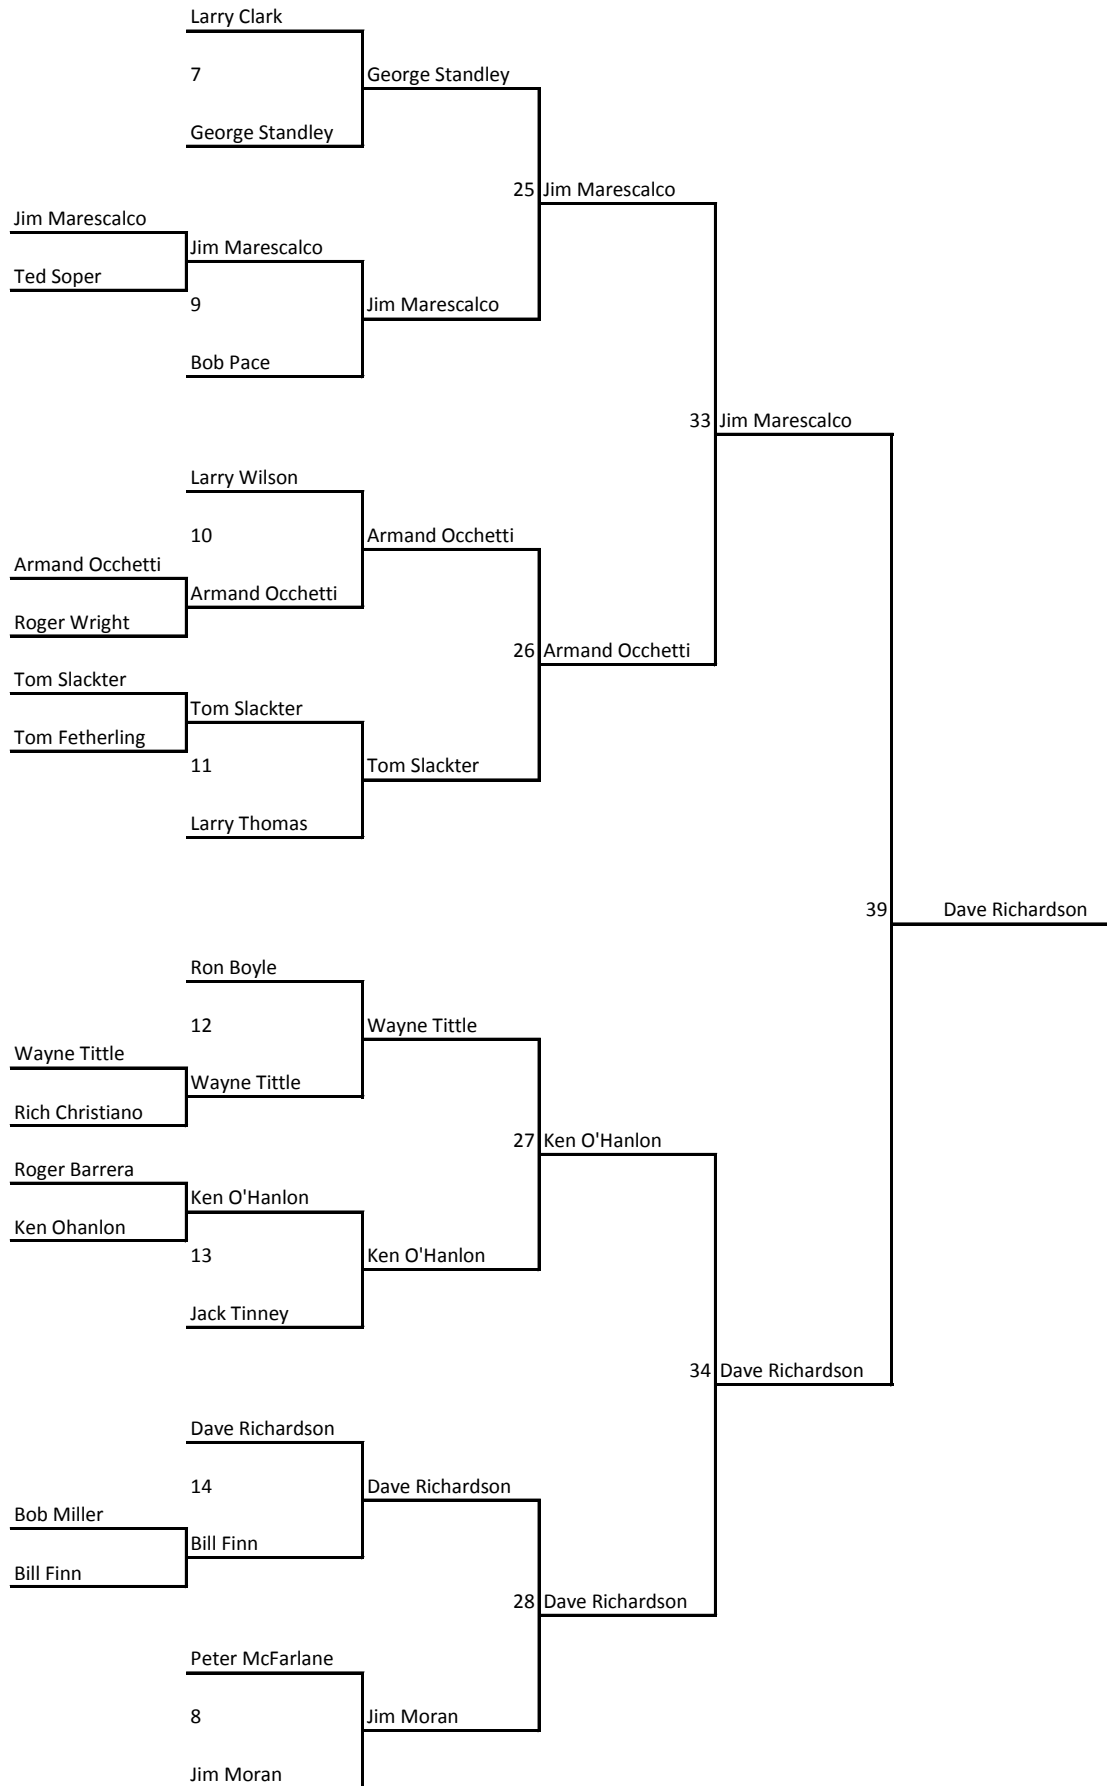 Larry Clark
7 George Standley
George Standley
25 Jim Marescalco
Jim Marescalco
Jim Marescalco
Ted Soper
9 Jim Marescalco
Bob Pace
33 Jim Marescalco
Larry Wilson
10 Armand Occhetti
Armand Occhetti
Armand Occhetti
Roger Wright
26 Armand Occhetti
Tom Slackter
Tom Slackter
Tom Fetherling
11 Tom Slackter
Larry Thomas
39 Dave Richardson
Ron Boyle
12 Wayne Tittle
Wayne Tittle
Wayne Tittle
Rich Christiano
27 Ken O'Hanlon
Roger Barrera
Ken O'Hanlon
Ken Ohanlon
13 Ken O'Hanlon
Jack Tinney
34 Dave Richardson
Dave Richardson
14 Dave Richardson
Bob Miller
Bill Finn
Bill Finn
28 Dave Richardson
Peter McFarlane
8 Jim Moran
Jim Moran